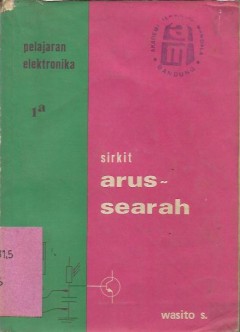 pelajaran
elektronika
1a
sirkit
arus-
searah
wasito s.